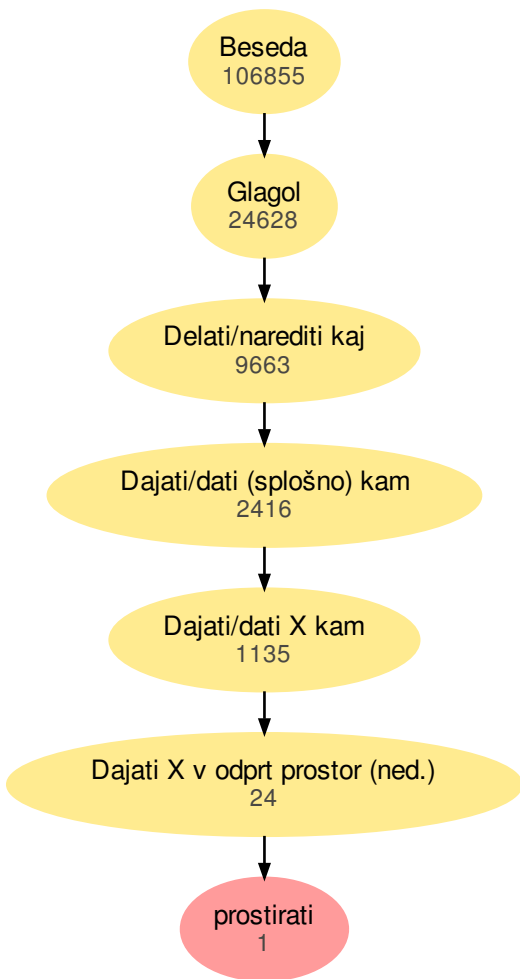 Beseda
106855
Glagol
24628
Delati/narediti kaj
9663
Dajati/dati (splošno) kam
2416
Dajati/dati X kam
1135
Dajati X v odprt prostor (ned.)
24
prostirati
1